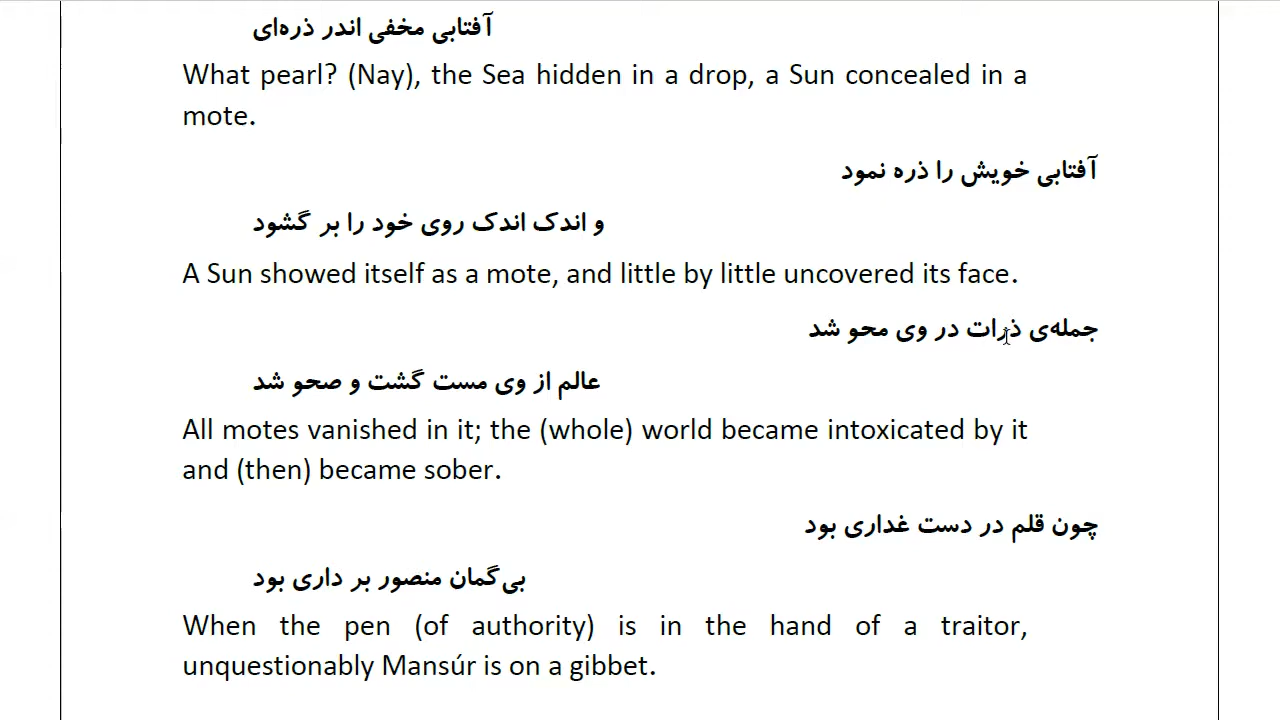 آفتابی مخفی اندر ذره‌ای
What pearl? (Nay), the Sea hidden in a drop, a Sun concealed in a
mote.
آفتابی خویش را ذره نمود
و اندک اندک روی خود را بر گشود
A Sun showed itself as a mote, and little by little uncovered its face.
جمله‌ی ذرات در وی محو شد
عالم از وی مست گشت و صحو شد
All motes vanished in it; the (whole) world became intoxicated by it
and (then) became sober.
چون قلم در دست غداری بود
بی‌گمان منصور بر داری بود
When the pen (of authority) is in the hand of a traitor,
unquestionably Mansúr is on a gibbet.